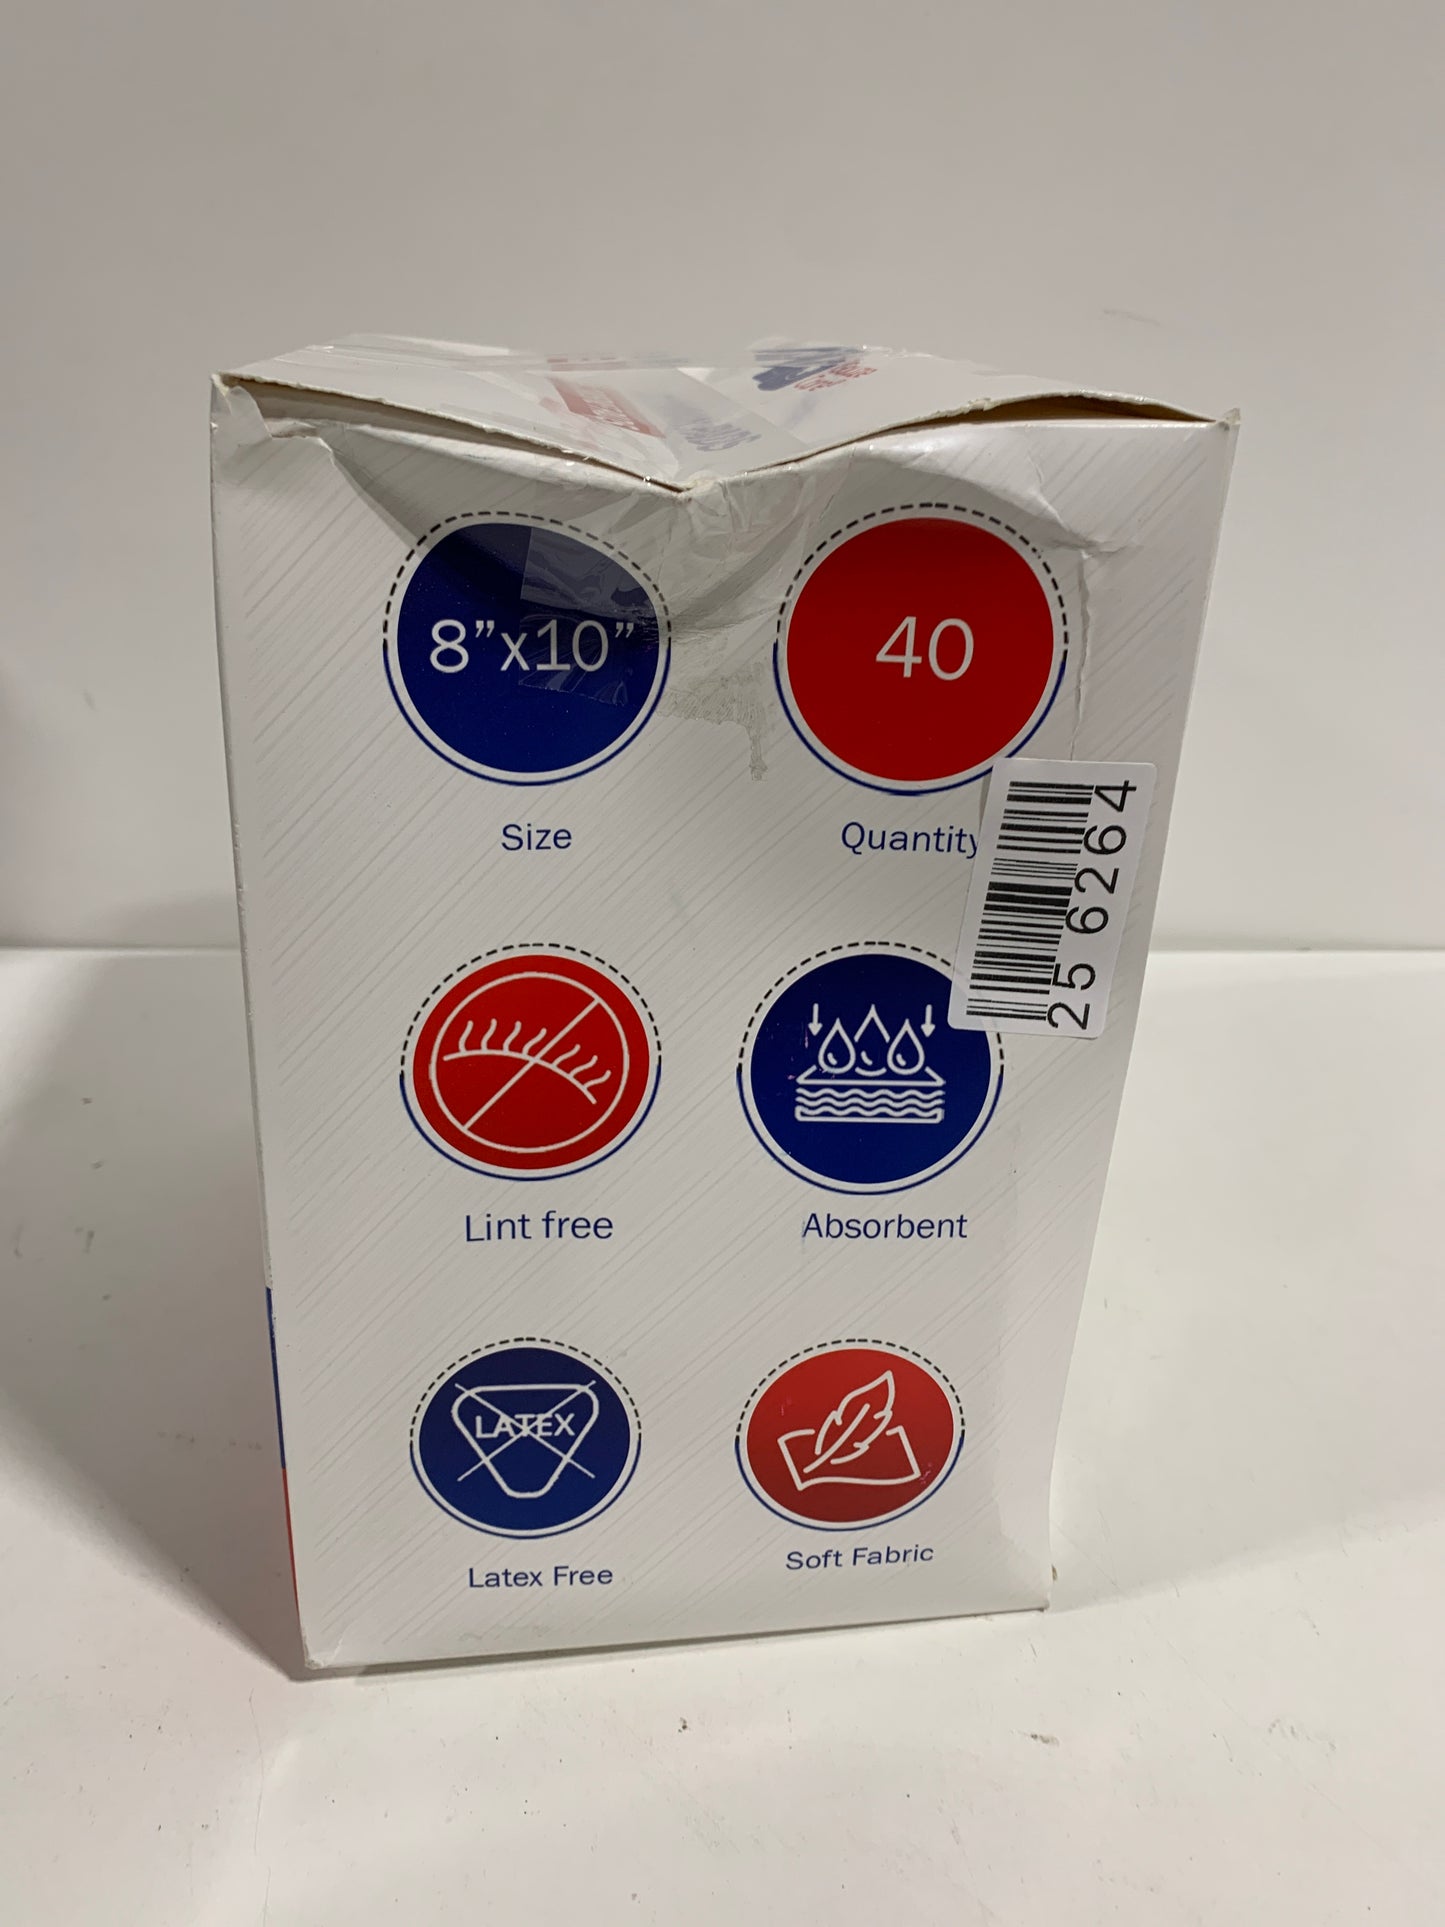 8”x10”
40
Size
Quantity
25 6264
Lint free
Absorbent
LATEX
Latex Free
Soft Fabric